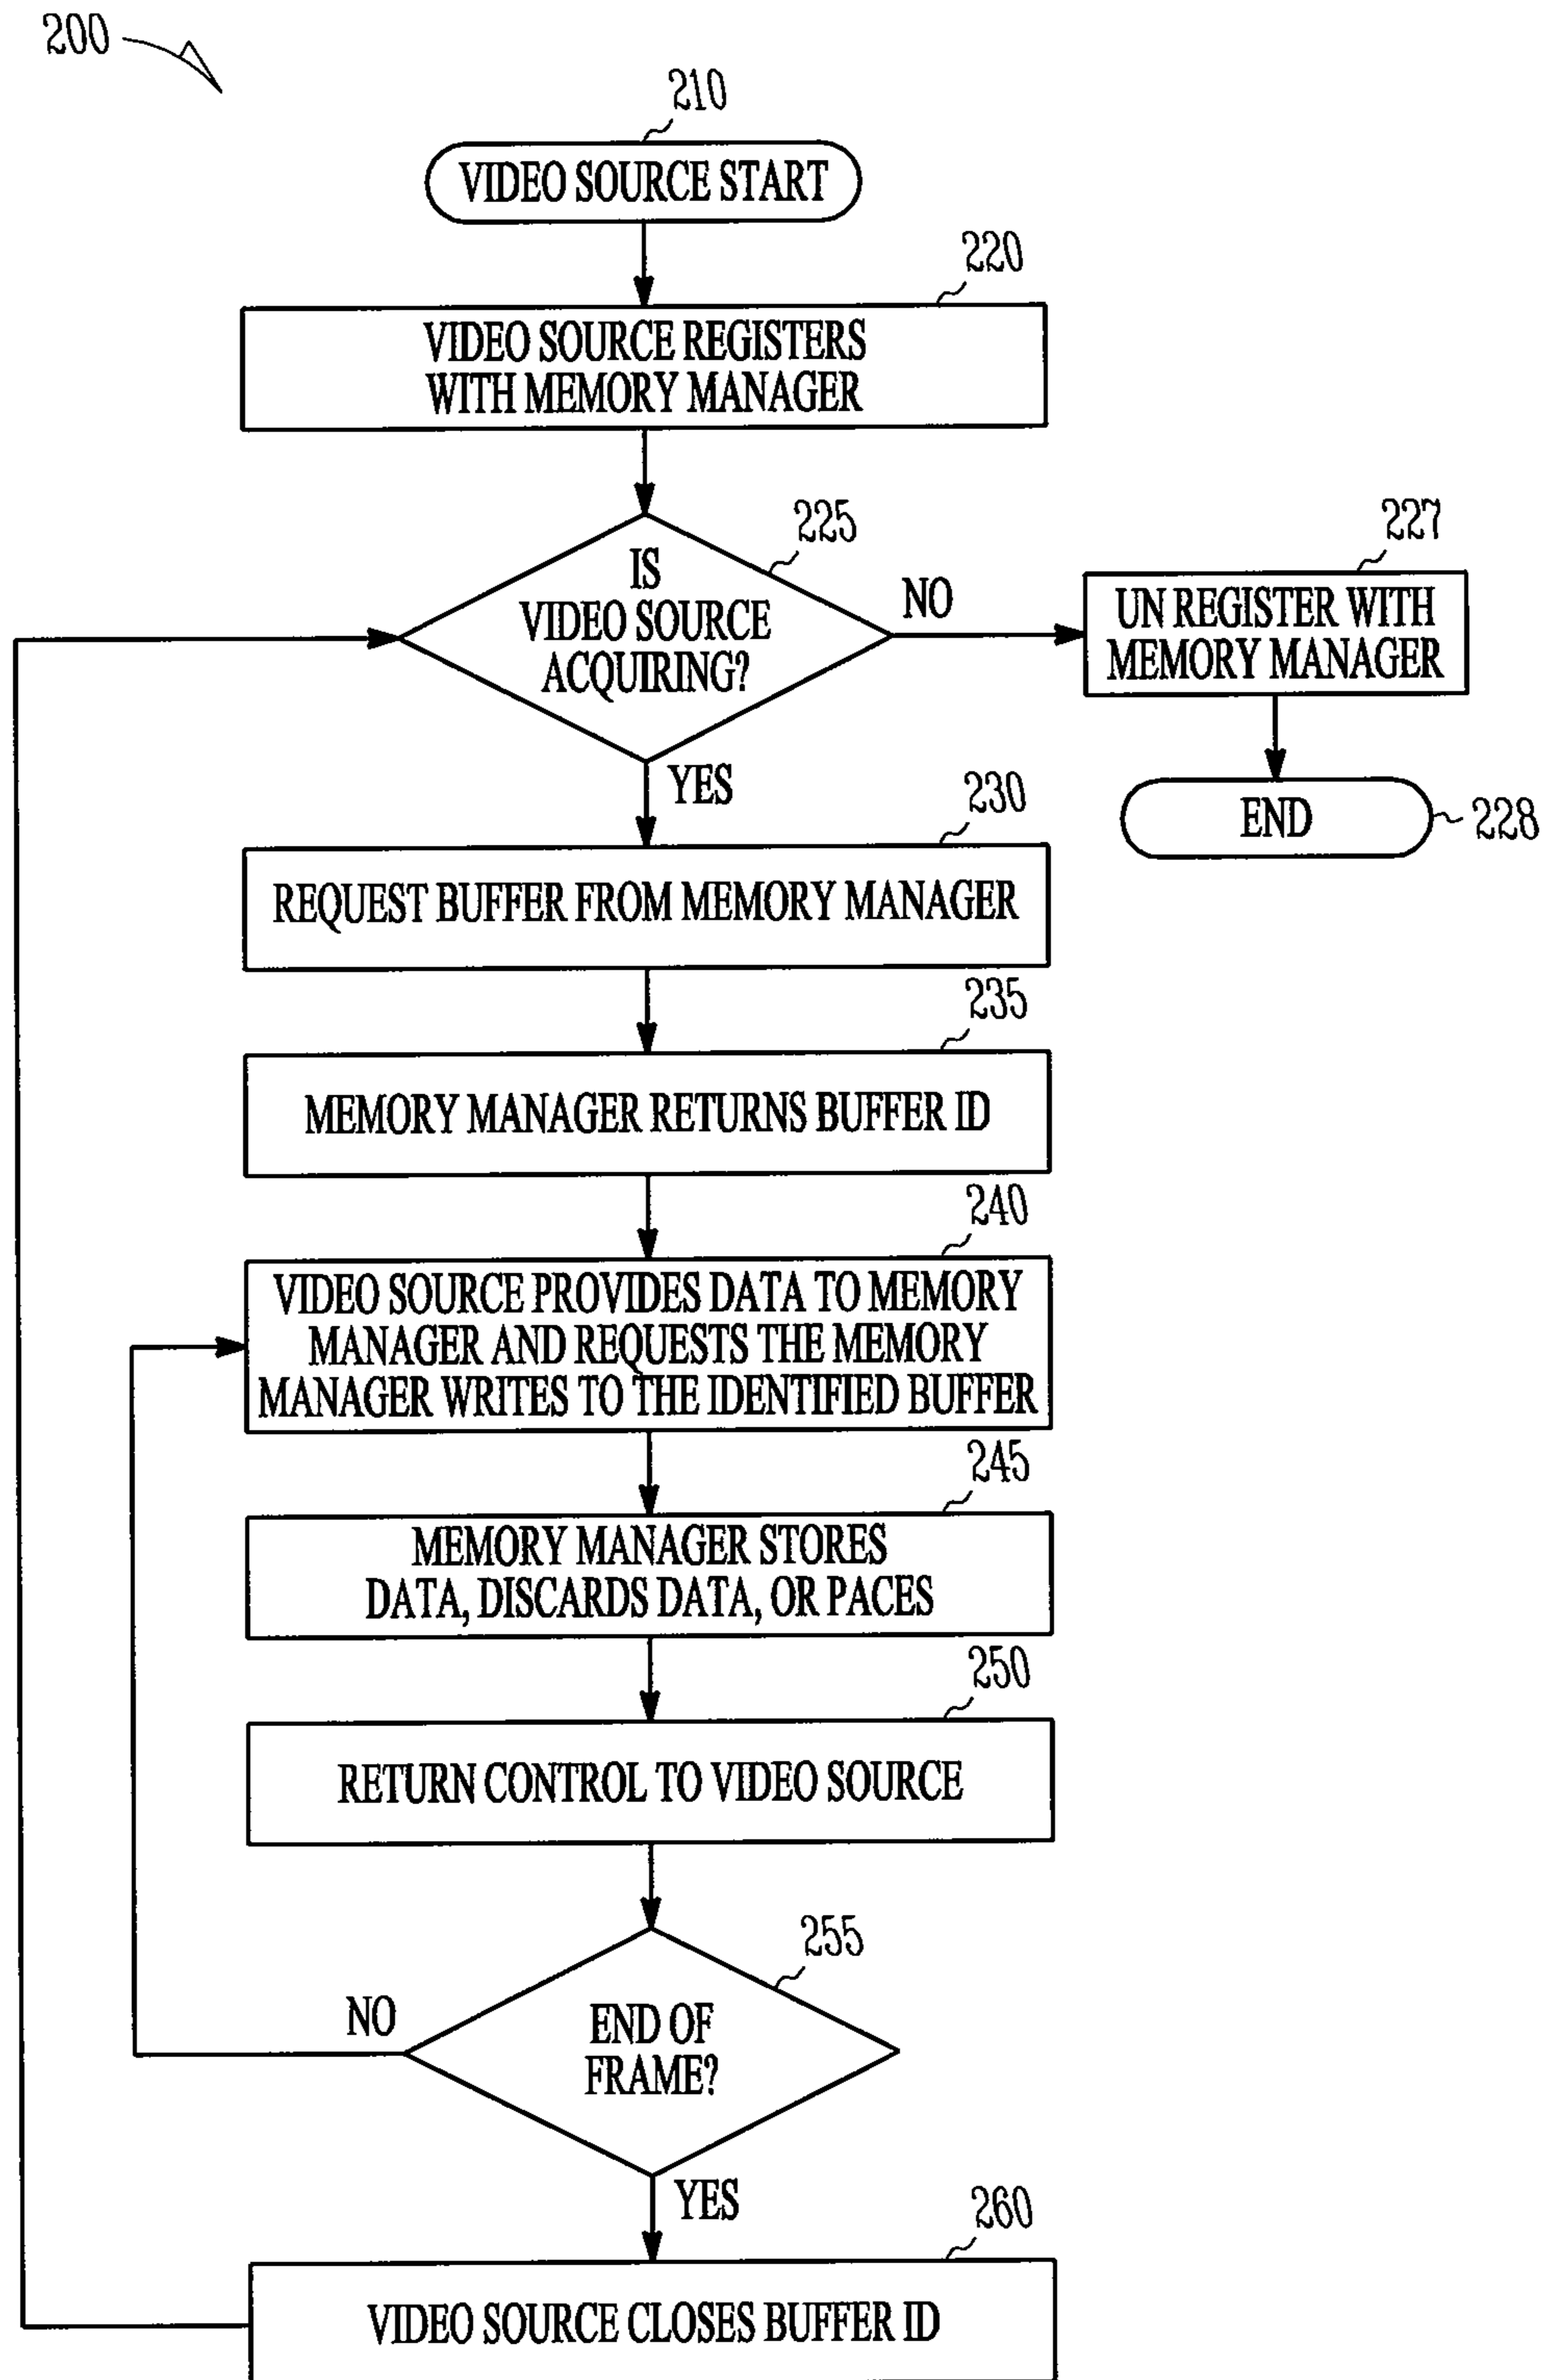 200
210
VIDEO SOURCE START
220
VIDEO SOURCE REGISTERS
WITH MEMORY MANAGER
225
IS
VIDEO SOURCE
ACQUIRING?
NO
227
UN REGISTER WITH
MEMORY MANAGER
YES
END
228
230
REQUEST BUFFER FROM MEMORY MANAGER
235
MEMORY MANAGER RETURNS BUFFER ID
240
VIDEO SOURCE PROVIDES DATA TO MEMORY
MANAGER AND REQUESTS THE MEMORY
MANAGER WRITES TO THE IDENTIFIED BUFFER
245
MEMORY MANAGER STORES
DATA, DISCARDS DATA, OR PACES
250
RETURN CONTROL TO VIDEO SOURCE
255
END OF
FRAME?
NO
YES
260
VIDEO SOURCE CLOSES BUFFER ID